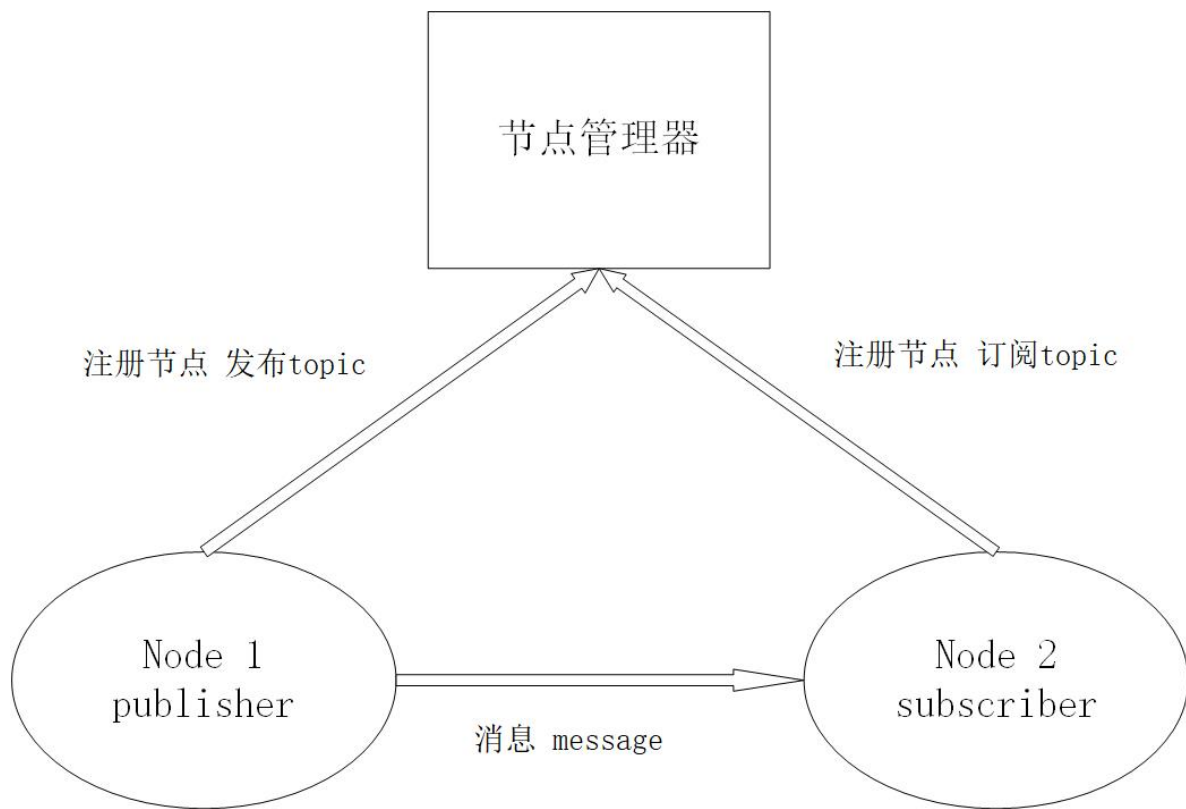 节点管理器
注册节点 发布topic
注册节点 订阅topic
Node 1
publisher
Node 2
subscriber
消息 message